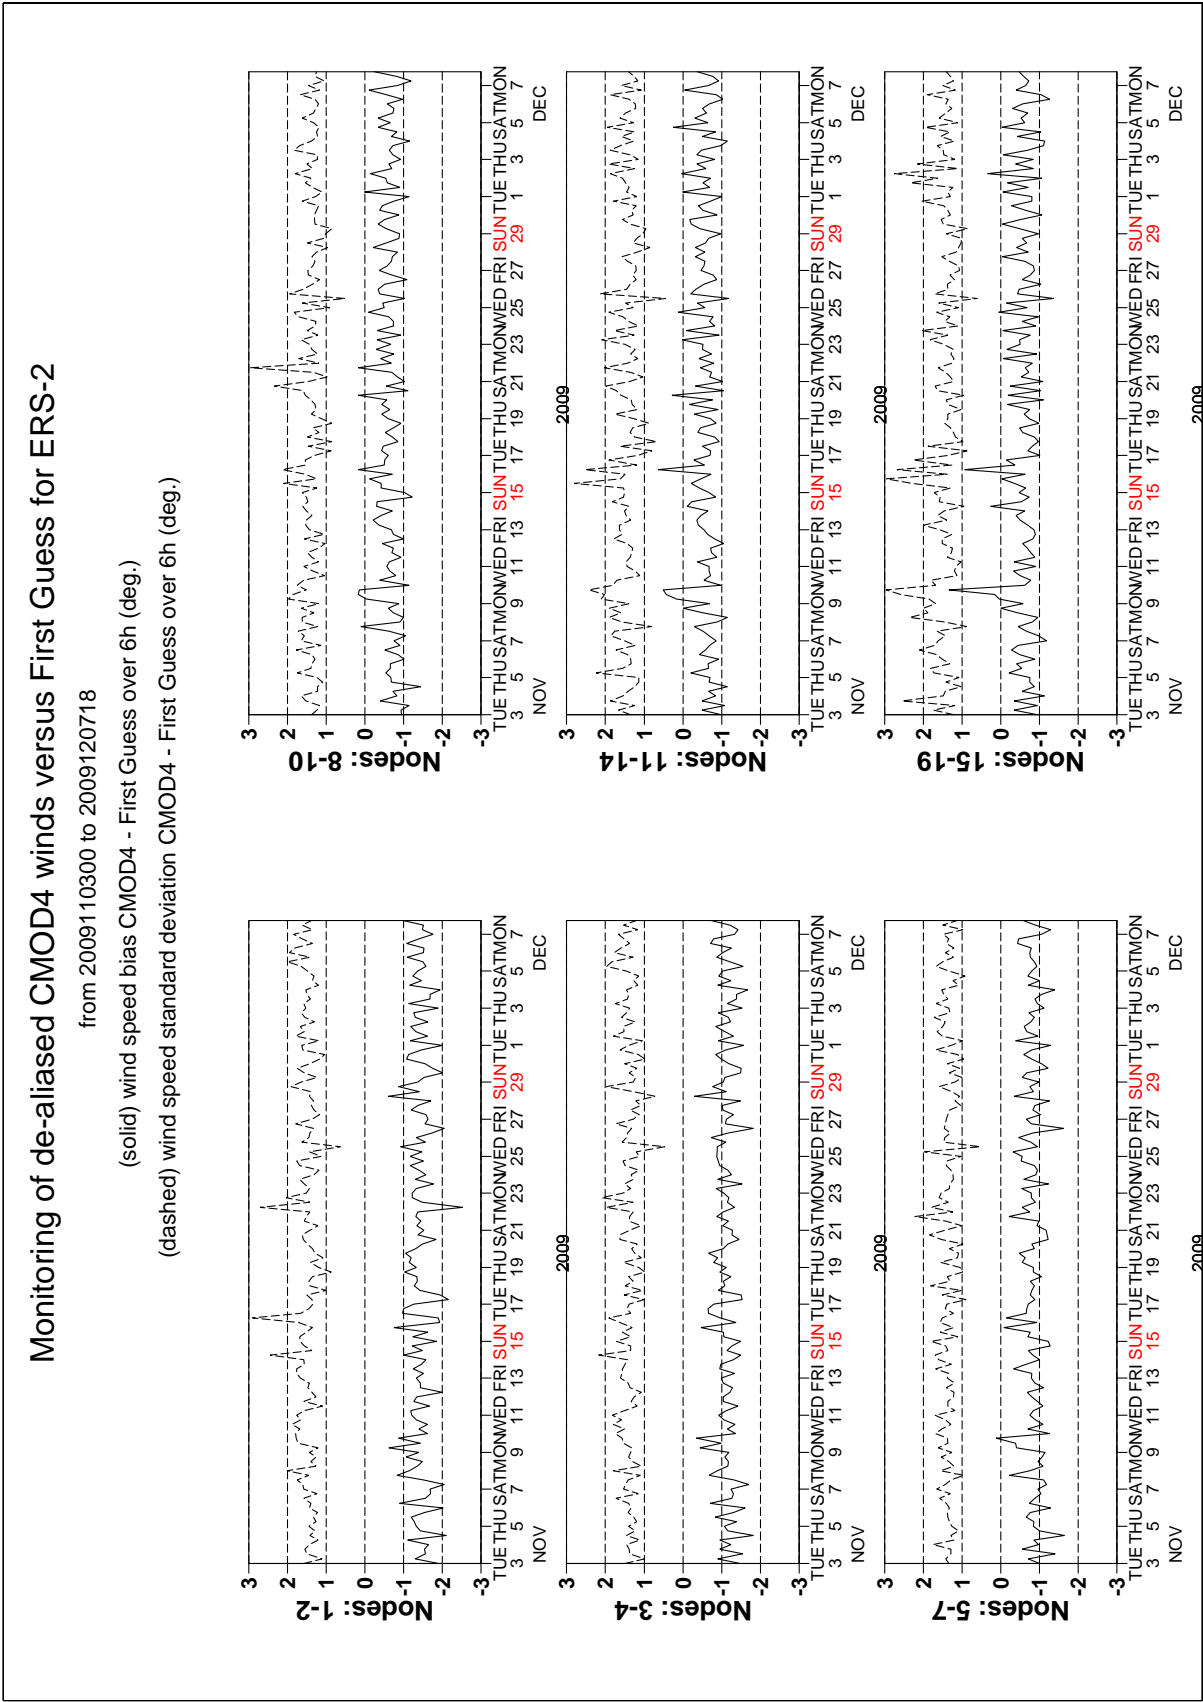 Monitoring of de-aliased CMOD4 winds versus First Guess for ERS-2
from 2009110300 to 2009120718
(solid) wind speed bias CMOD4 - First Guess over 6h (deg.)
(dashed) wind speed standard deviation CMOD4 - First Guess over 6h (deg.)
Nodes: 1-2
3
2
1
0
-1
-2
-3
TUE THU SAT MON WED FRI SUN TUE THU SAT MON WED FRI SUN TUE THU SAT MON
3 5 7 9 11 13 15 17 19 21 23 25 27 29 1 3 5 7
NOV DEC
2009
Nodes: 8-10
3
2
1
0
-1
-2
-3
TUE THU SAT MON WED FRI SUN TUE THU SAT MON WED FRI SUN TUE THU SAT MON
3 5 7 9 11 13 15 17 19 21 23 25 27 29 1 3 5 7
NOV DEC
2009
Nodes: 3-4
3
2
1
0
-1
-2
-3
TUE THU SAT MON WED FRI SUN TUE THU SAT MON WED FRI SUN TUE THU SAT MON
3 5 7 9 11 13 15 17 19 21 23 25 27 29 1 3 5 7
NOV DEC
2009
Nodes: 11-14
3
2
1
0
-1
-2
-3
TUE THU SAT MON WED FRI SUN TUE THU SAT MON WED FRI SUN TUE THU SAT MON
3 5 7 9 11 13 15 17 19 21 23 25 27 29 1 3 5 7
NOV DEC
2009
Nodes: 5-7
3
2
1
0
-1
-2
-3
TUE THU SAT MON WED FRI SUN TUE THU SAT MON WED FRI SUN TUE THU SAT MON
3 5 7 9 11 13 15 17 19 21 23 25 27 29 1 3 5 7
NOV DEC
2009
Nodes: 15-19
3
2
1
0
-1
-2
-3
TUE THU SAT MON WED FRI SUN TUE THU SAT MON WED FRI SUN TUE THU SAT MON
3 5 7 9 11 13 15 17 19 21 23 25 27 29 1 3 5 7
NOV DEC
2009